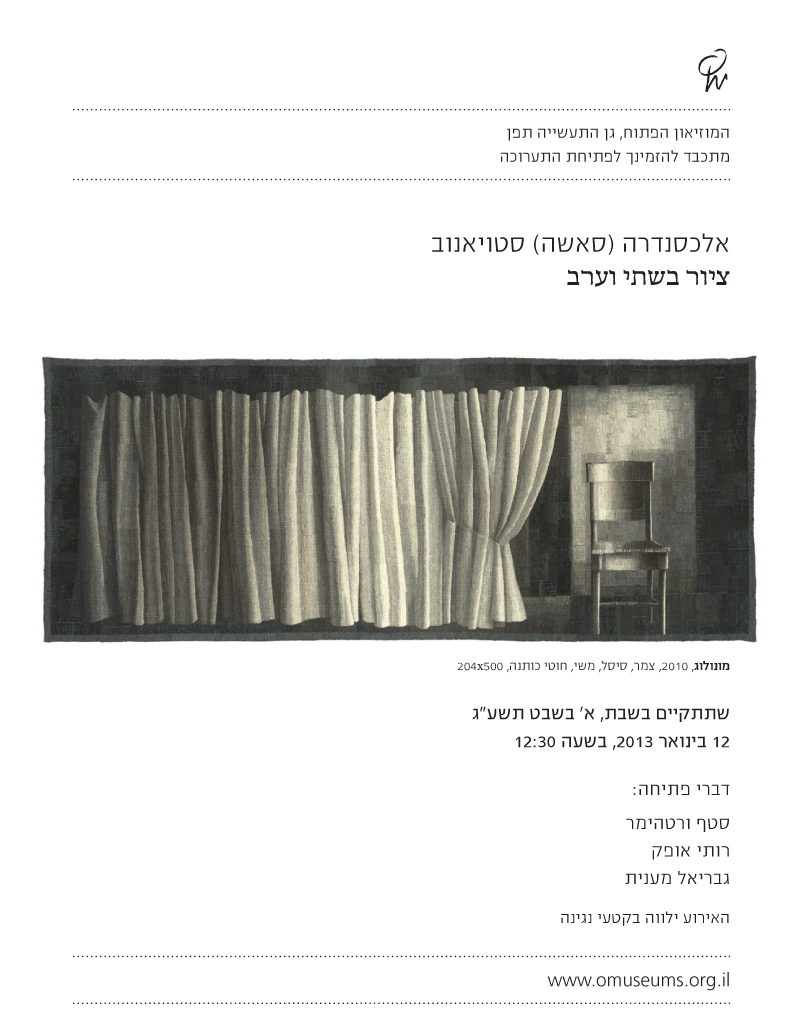 המוזיאון הפתוח, גן התעשייה תפן
מתכבד להזמינך לפתיחת התערוכה
אלכסנדרה (סאשה) סטויאנוב
ציור בשתי וערב
מונולוג, 2010, צמר, סיסל, משי, חוטי כותנה, 204x500
שתתקיים בשבת, א׳ בשבט תשע״ג
12 בינואר 2013, בשעה 12:30
דברי פתיחה:
סטף ורטהימר
רותי אופק
גבריאל מענית
האירוע ילווה בקטעי נגינה
www.omuseums.org.il